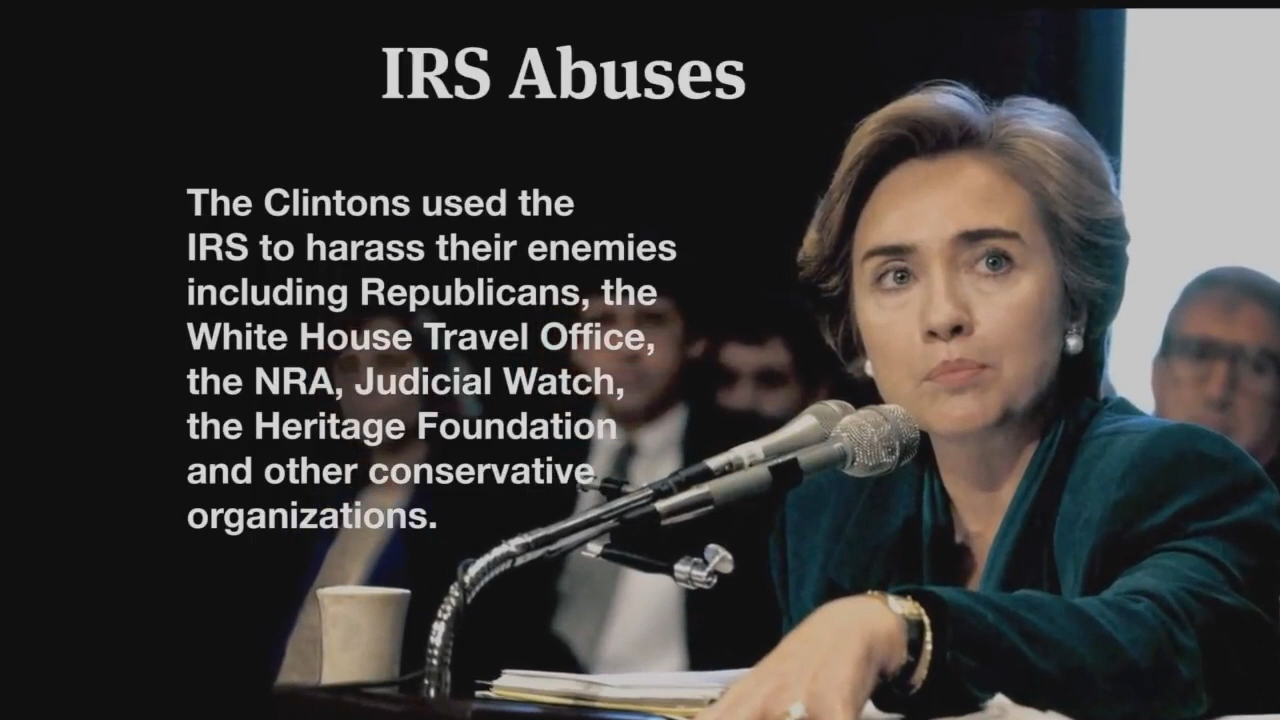 IRS Abuses
The Clintons used the
IRS to harass their enemies
including Republicans, the
White House Travel Office,
the NRA, Judicial Watch,
the Heritage Foundation
and other conservative
organizations.